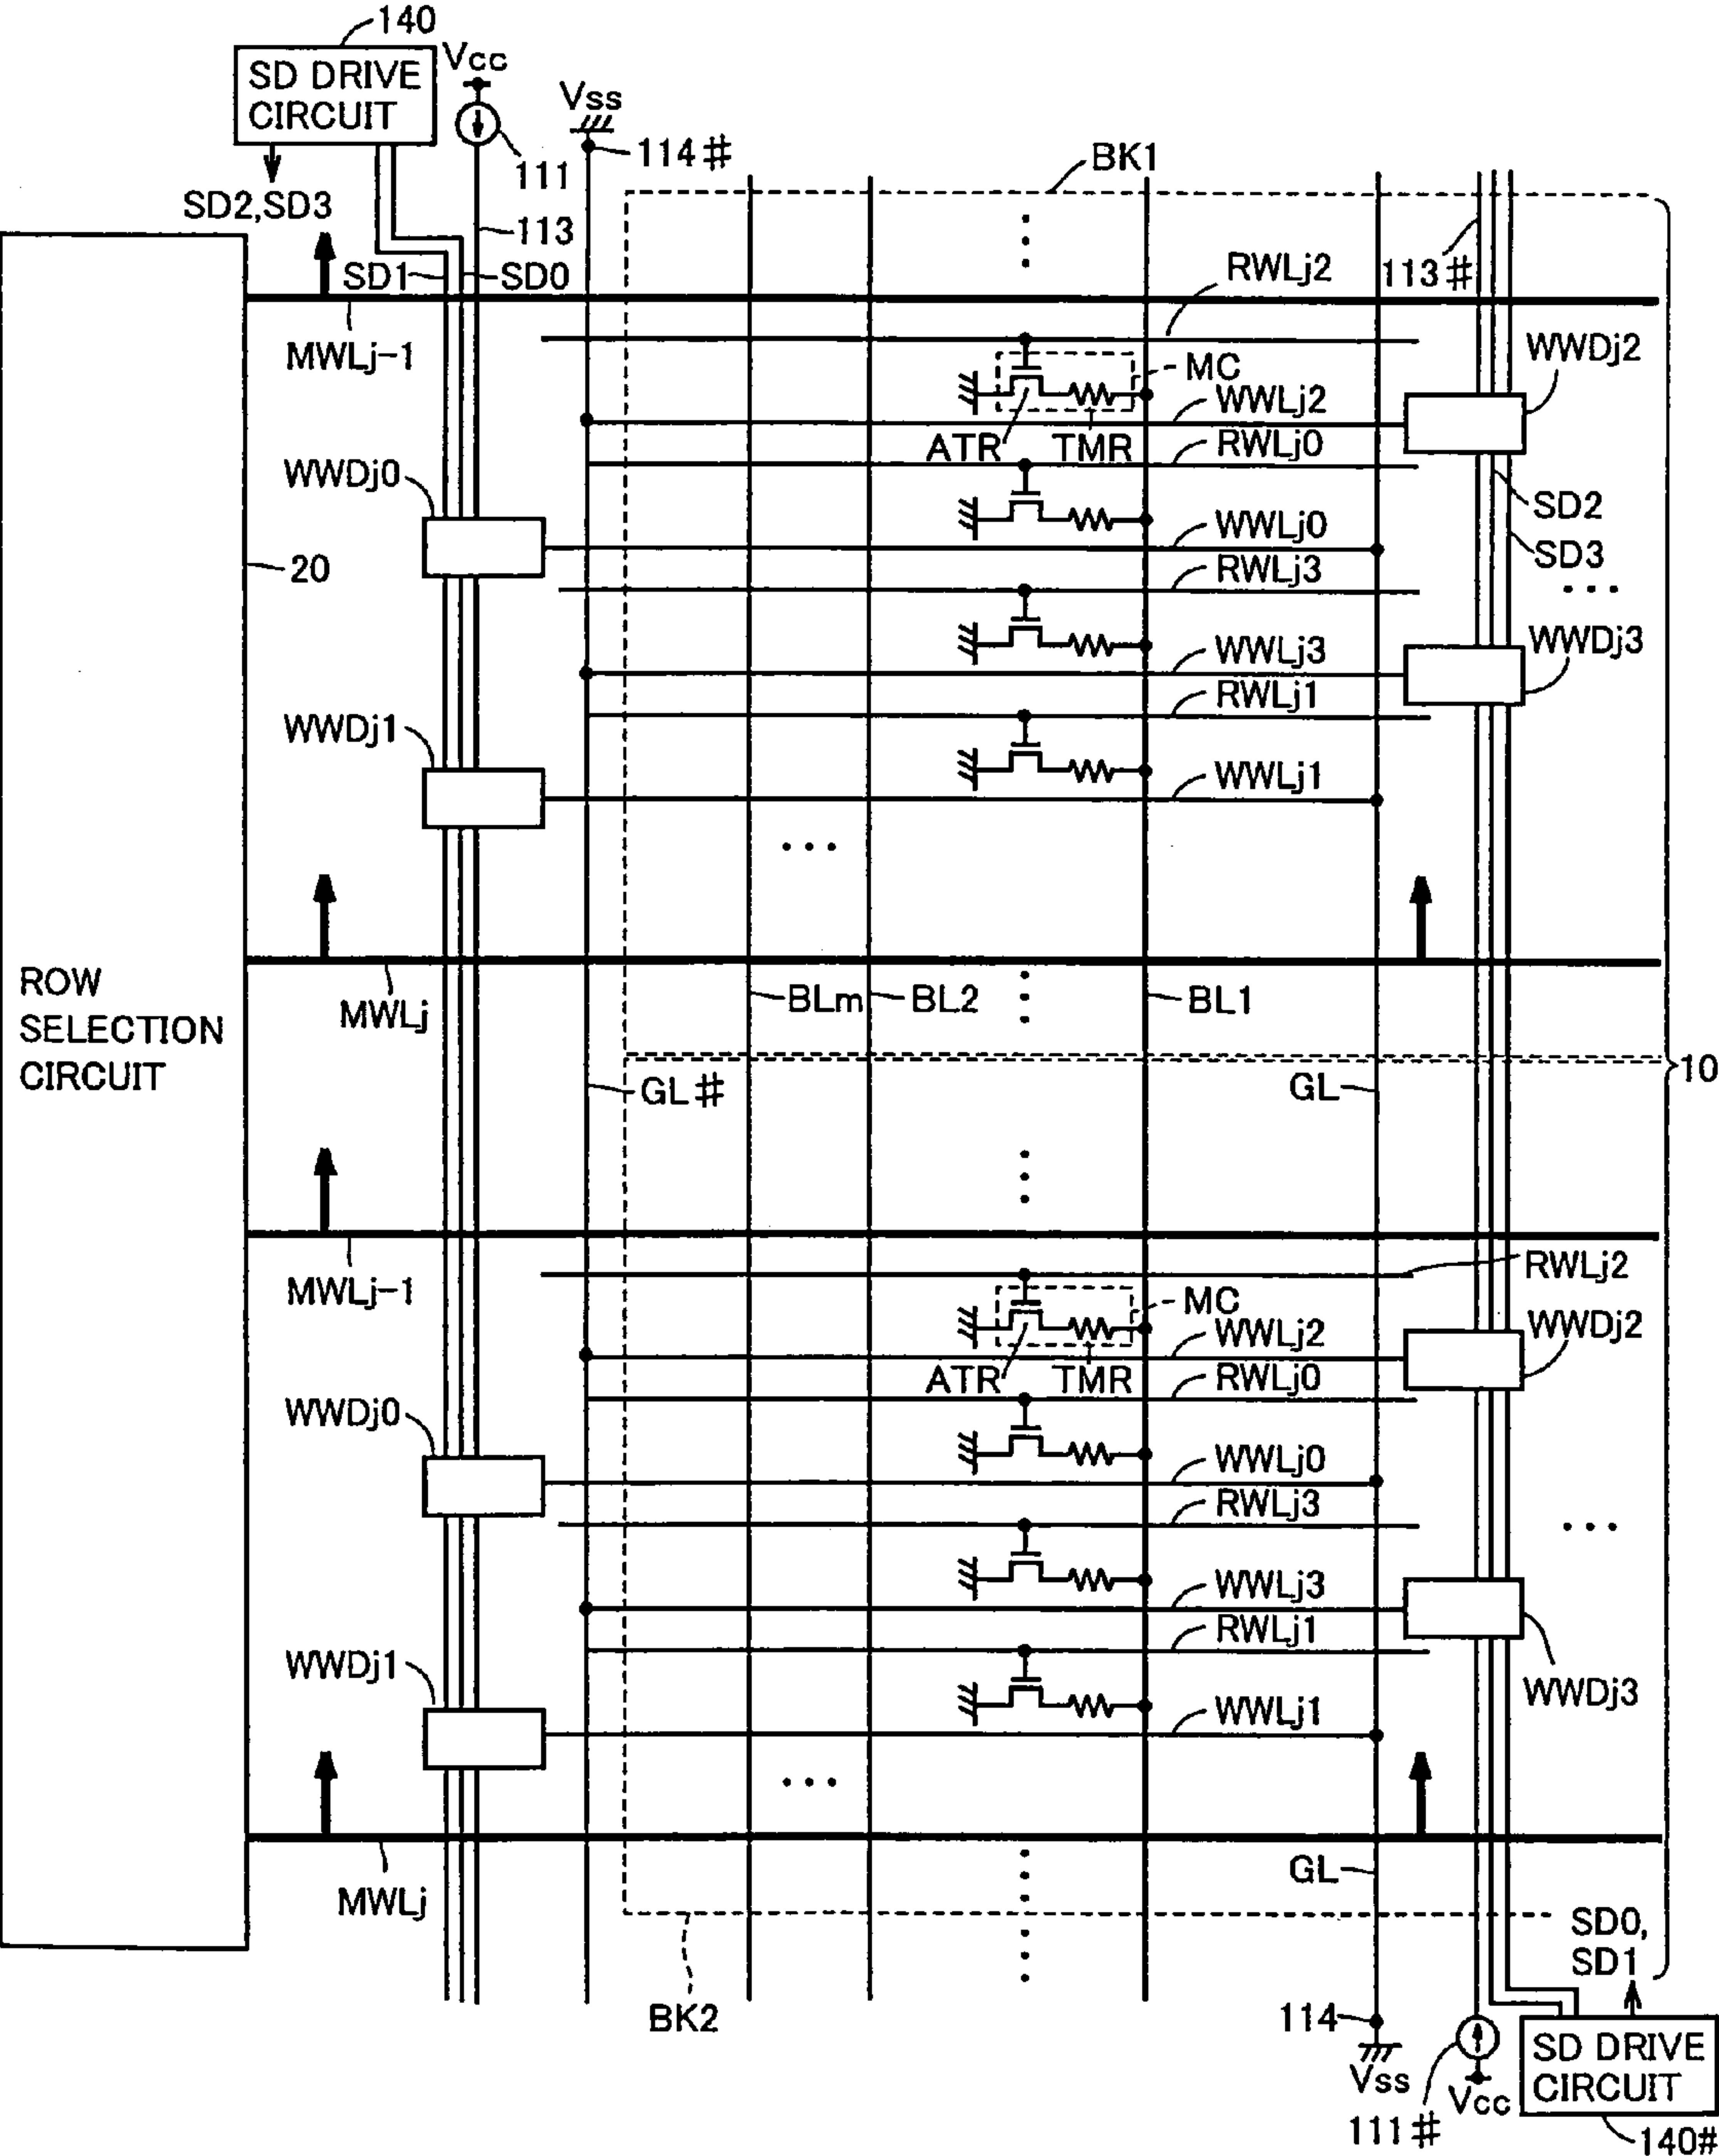 140
SD DRIVE
CIRCUIT
Vcc
Vss
111
114#
BK1
SD2,SD3
113
113#
SD1
SD0
RWLj2
MWLj-1
MC
WWDj2
WWLj2
ATR
TMR
RWLj0
WWDj0
SD2
WWLj0
SD3
20
RWLj3
...
WWDj3
WWLj3
RWLj1
WWDj1
WWLj1
...
ROW
SELECTION
CIRCUIT
MWLj
BLm
BL2
BL1
GL#
GL
10
MWLj-1
RWLj2
MC
WWDj2
WWLj2
ATR
TMR
RWLj0
WWDj0
WWLj0
RWLj3
...
WWLj3
RWLj1
WWDj1
WWDj3
WWLj1
...
MWLj
GL
SD0,
SD1
BK2
114
Vss
111#
Vcc
SD DRIVE
CIRCUIT
140#